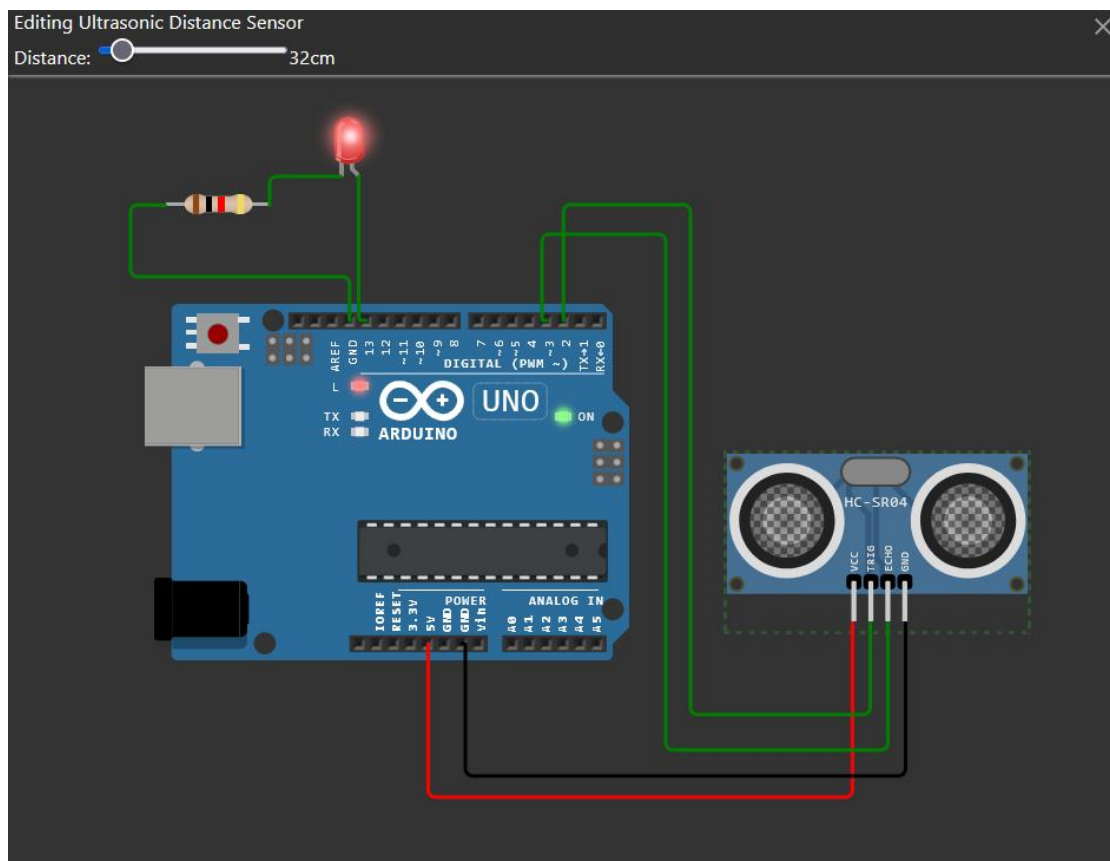 Editing Ultrasonic Distance Sensor
Distance: 32cm
AREF
GND
13
12
~11
~10
~9
8
7
~6
~5
4
~3
2
TX→1
RX←0
DIGITAL (PWM ~)
L
TX
RX
ARDUINO
UNO
ON
HC-SR04
VCC
TRIG
ECHO
GND
POWER
ANALOG IN
IOREF
RESET
3.3V
5V
GND
GND
Vin
A0
A1
A2
A3
A4
A5